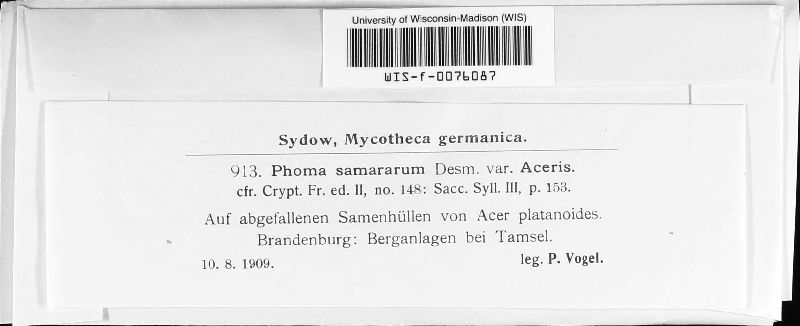 University of Wisconsin-Madison (WIS)
WIS-f-0076087
Sydow, Mycotheca germanica.
913. Phoma samararum Desm. var. Aceris.
cfr. Crypt. Fr. ed. II, no. 148: Sacc. Syll. III, p. 153.
Auf abgefallenen Samenhüllen von Acer platanoides.
Brandenburg: Berganlagen bei Tamsel.
10. 8. 1909. leg. P. Vogel.